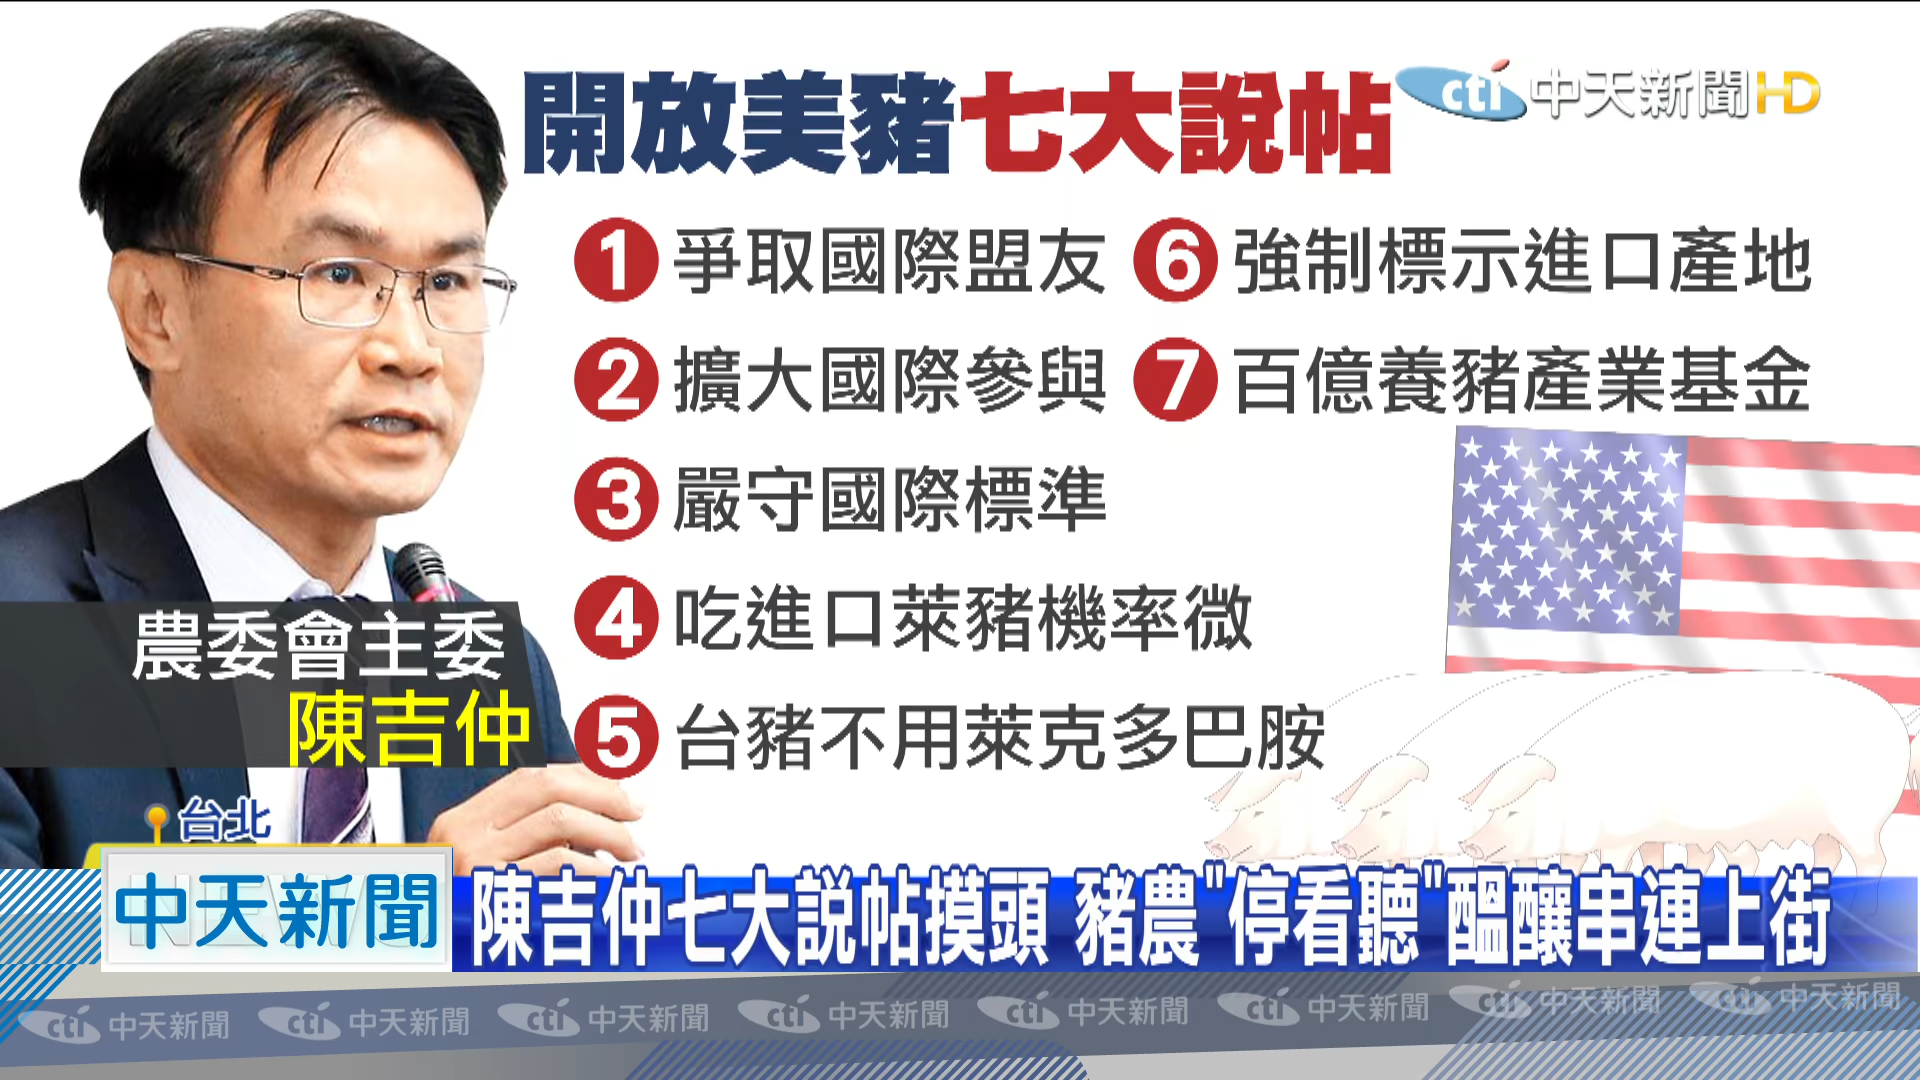 開放美豬七大說帖
cti 中天新聞HD
1 爭取國際盟友
2 擴大國際參與
3 嚴守國際標準
4 吃進口萊豬機率微
5 台豬不用萊克多巴胺
6 強制標示進口產地
7 百億養豬產業基金
農委會主委
陳吉仲
台北
中天新聞
陳吉仲七大說帖摸頭 豬農"停看聽"醞釀串連上街
cti 中天新聞 cti 中天新聞 cti 中天新聞 cti 中天新聞 cti 中天新聞 cti 中天新聞 cti 中天新聞 cti 中天新聞